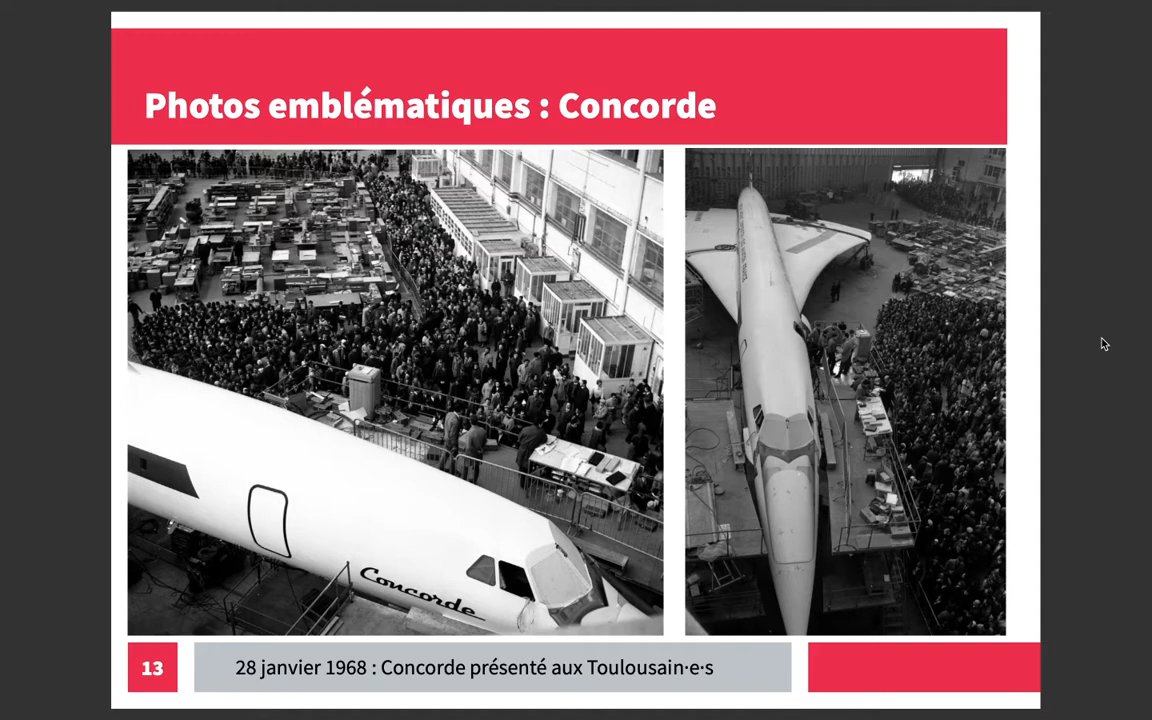 Photos emblématiques : Concorde
Concorde
13
28 janvier 1968 : Concorde présenté aux Toulousain·e·s